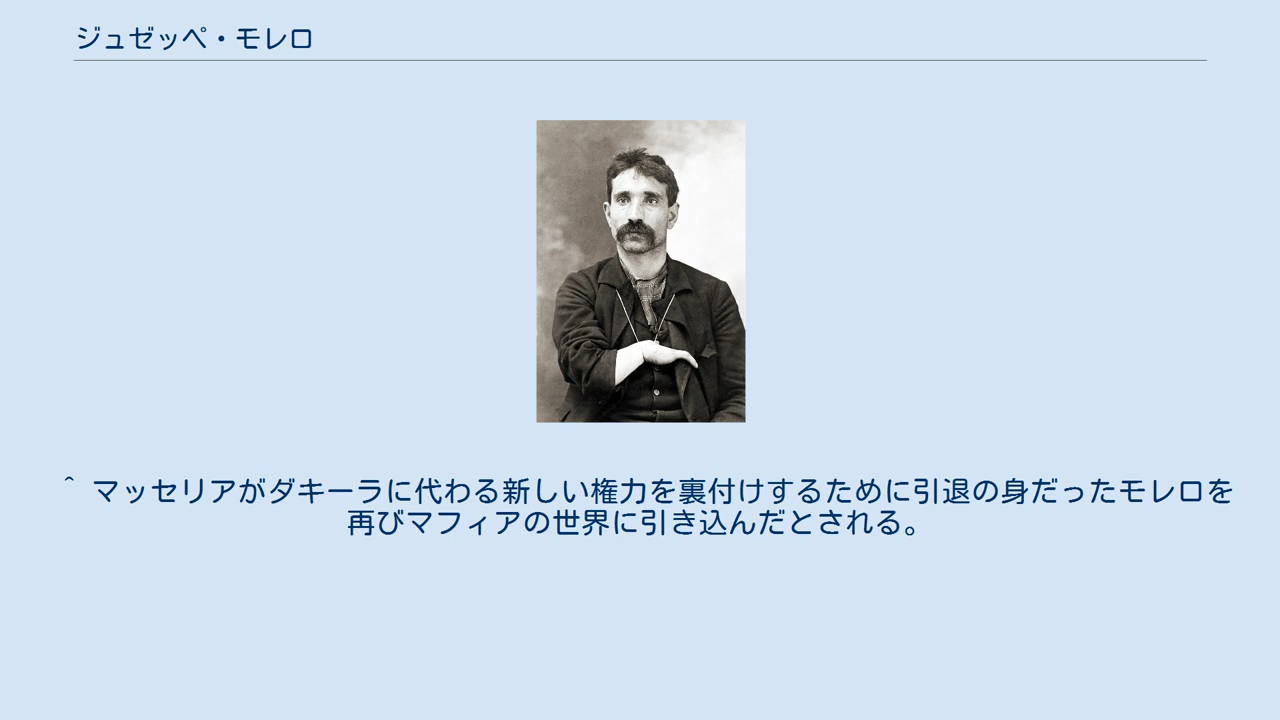 ジュゼッペ・モレロ
^ マッセリアがダキーラに代わる新しい権力を裏付けするために引退の身だったモレロを
再びマフィアの世界に引き込んだとされる。